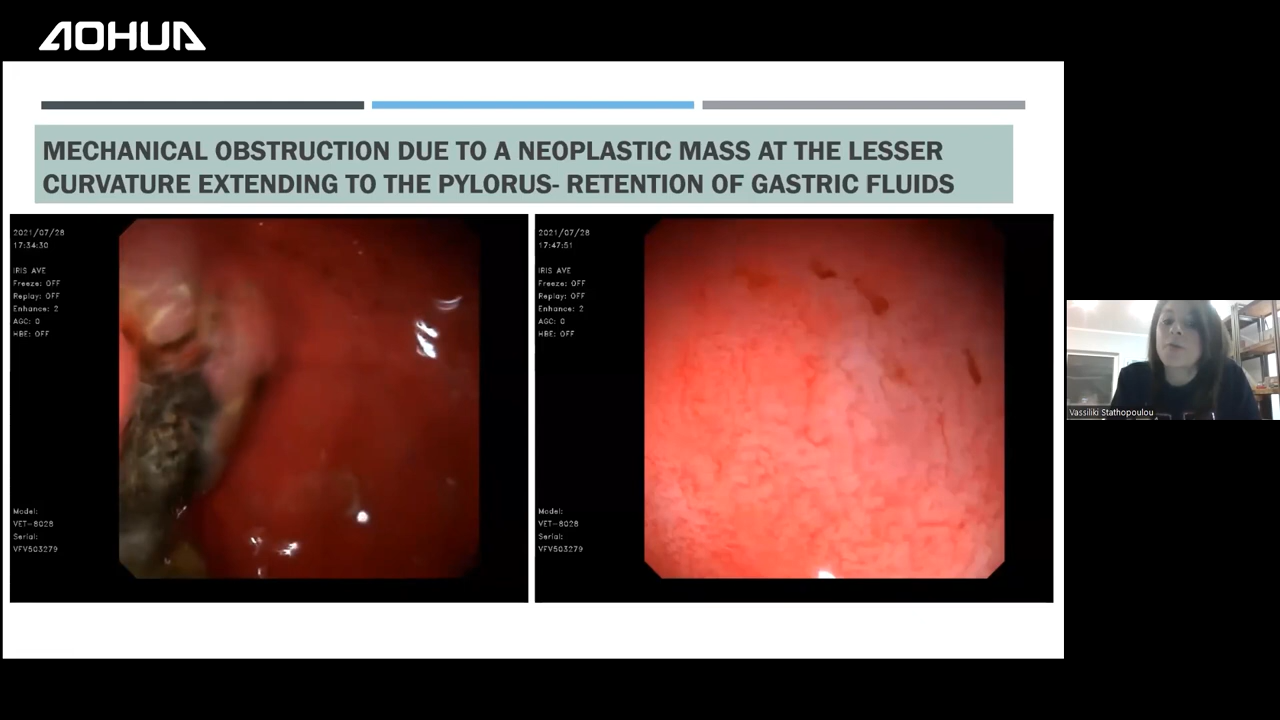 AOHUA
MECHANICAL OBSTRUCTION DUE TO A NEOPLASTIC MASS AT THE LESSER
CURVATURE EXTENDING TO THE PYLORUS- RETENTION OF GASTRIC FLUIDS
2021/07/28
17:34:30
IRIS AVE
Freeze: OFF
Replay: OFF
Enhance: 2
AGC: 0
HBE: OFF
Model:
VET-8028
Serial:
VFV503279
2021/07/28
17:47:51
IRIS AVE
Freeze: OFF
Replay: OFF
Enhance: 2
AGC: 0
HBE: OFF
Model:
VET-8028
Serial:
VFV503279
Vassiliki Stathopoulou